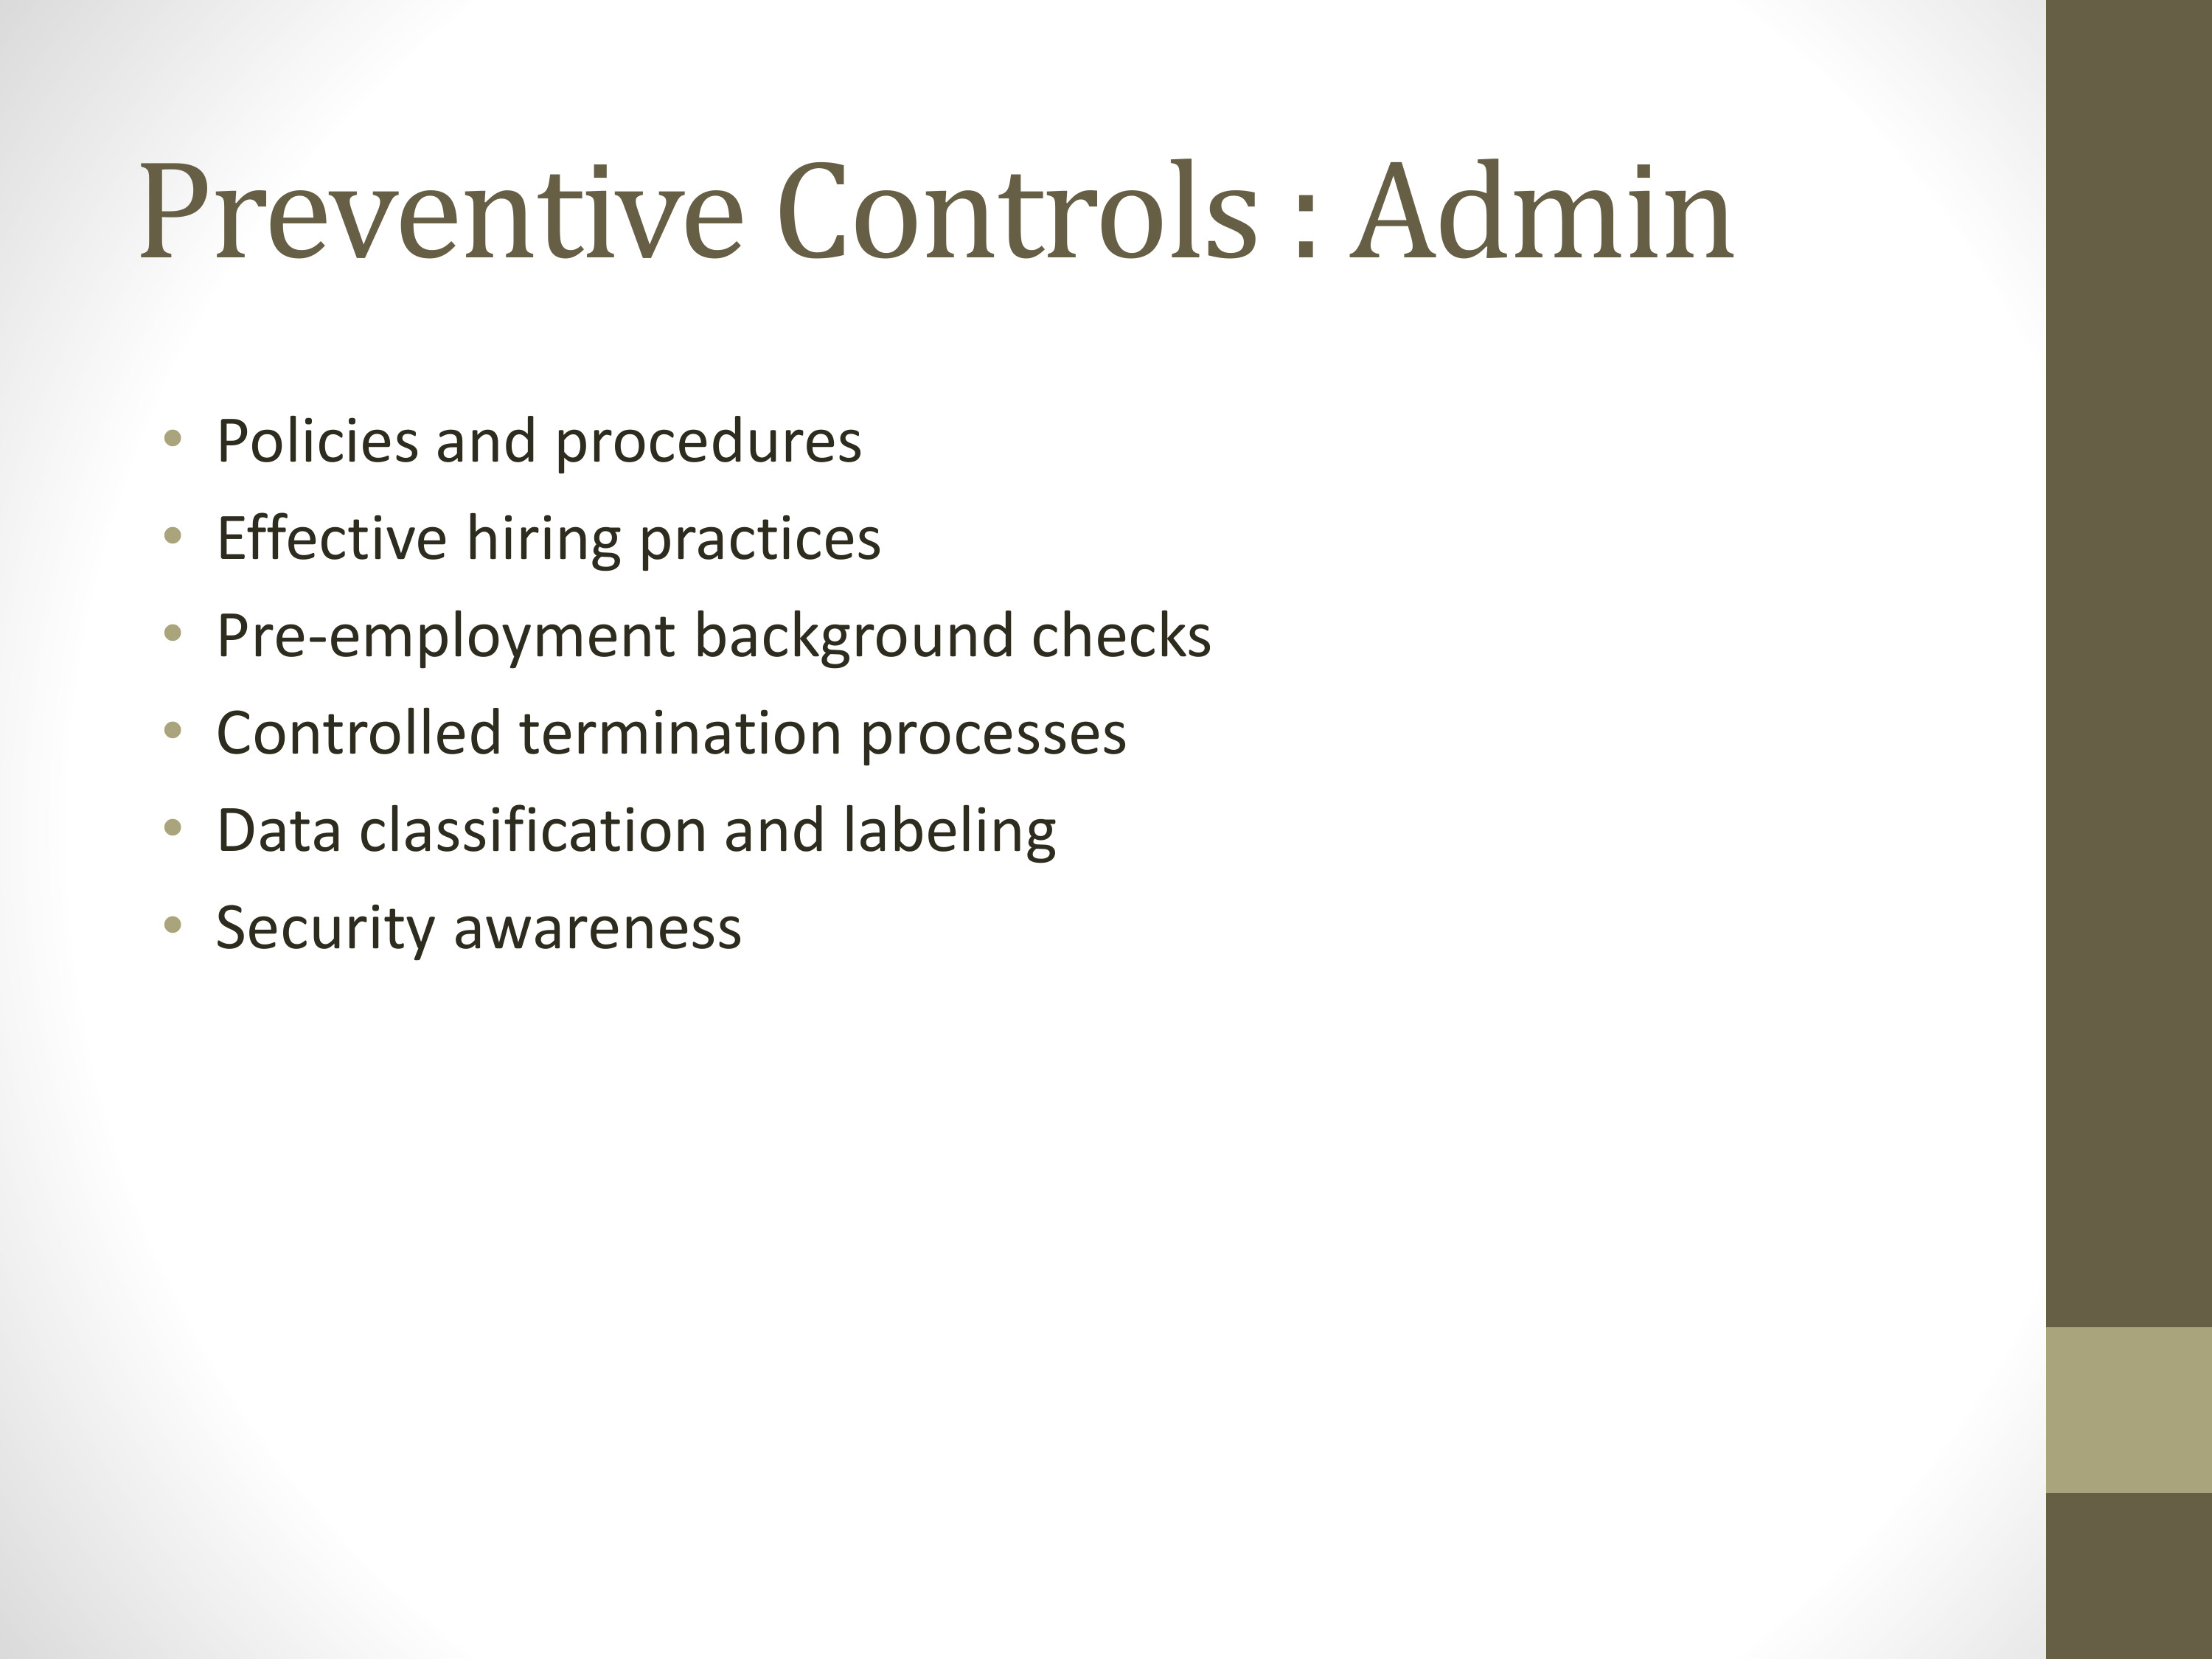 Preventive Controls : Admin
• Policies and procedures
• Effective hiring practices
• Pre-employment background checks
• Controlled termination processes
• Data classification and labeling
• Security awareness